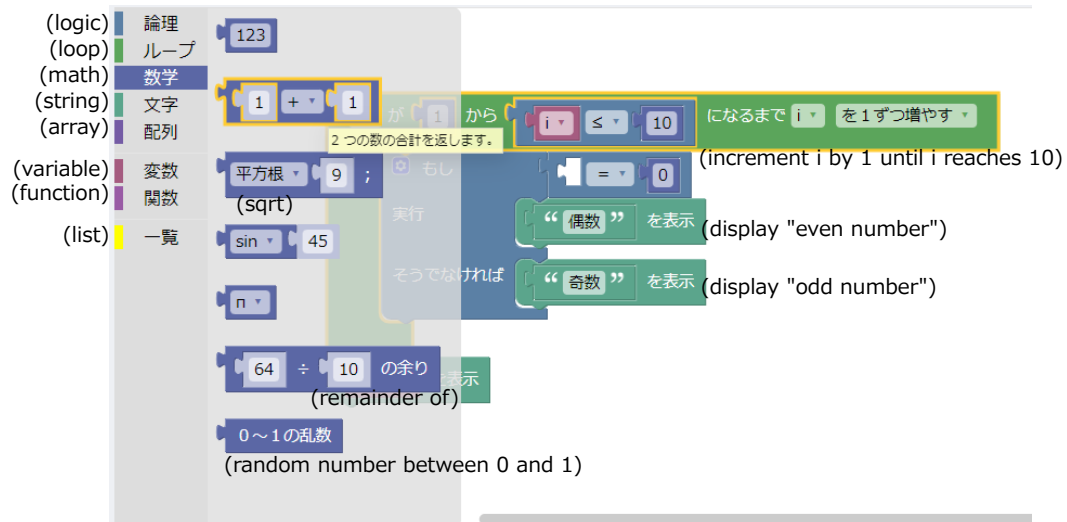 (logic) 論理
(loop) ループ
(math) 数学
(string) 文字
(array) 配列
(variable) 変数
(function) 関数
(list) 一覧
123
1 + 1
2 つの数の合計を返します。
平方根 9 ;
(sqrt)
sin 45
π
64 ÷ 10 の余り
(remainder of)
0～1の乱数
(random number between 0 and 1)
が 1 から i ≤ 10 になるまで i を1ずつ増やす
(increment i by 1 until i reaches 10)
もし = 0
実行 “ 偶数 ” を表示
(display "even number")
そうでなければ “ 奇数 ” を表示
(display "odd number")
表示